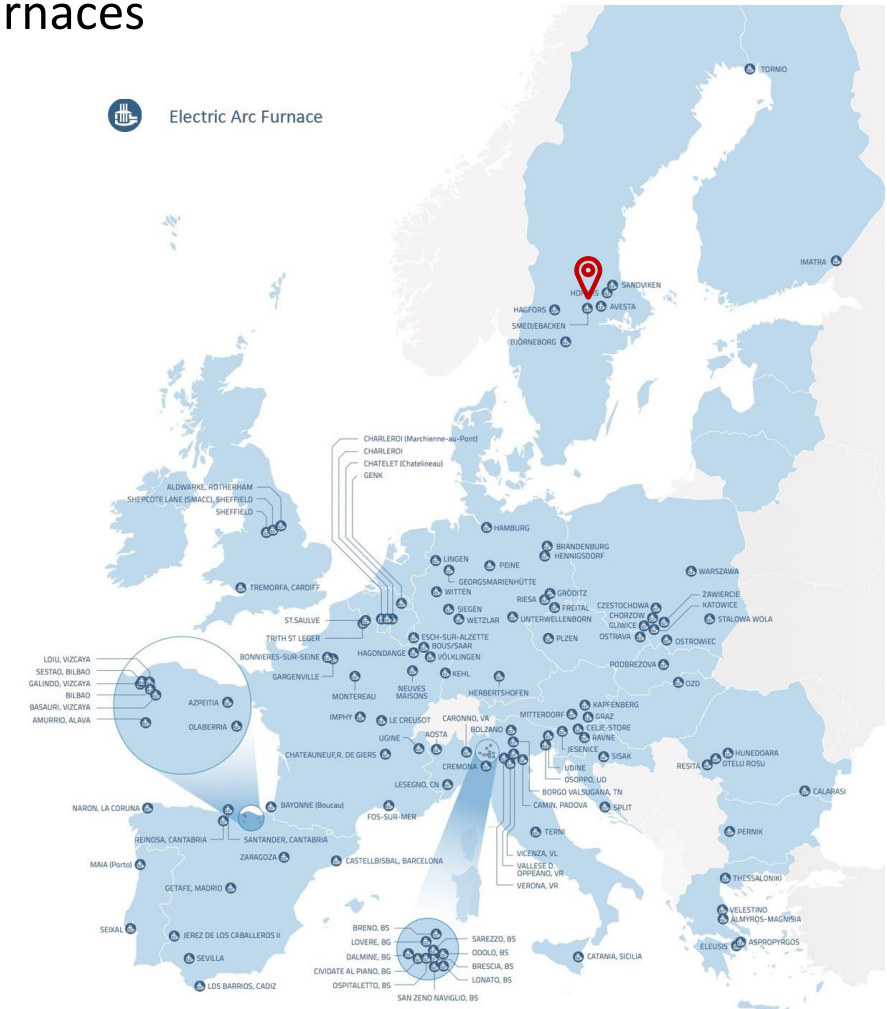 rnaces
Electric Arc Furnace
TORNIO
IMATRA
SANDVIKEN
HAGFORS
AVESTA
SMEDJEBACKEN
BJÖRNEBORG
CHARLEROI (Marchienne-au-Pont)
CHARLEROI
CHATELET (Chatelineau)
GENK
ALDWARKE, ROTHERHAM
SHEPCOTE LANE (SMACC), SHEFFIELD
SHEFFIELD
TREMORFA, CARDIFF
HAMBURG
BRANDENBURG
HENNIGSDORF
LINGEN
PEINE
GEORGSMARIENHÜTTE
WARSZAWA
WITTEN
GRÖDITZ
RIESA
FREITAL
SIEGEN
WETZLAR
UNTERWELLENBORN
CZESTOCHOWA
ZAWIERCIE
CHORZOW
KATOWICE
GLIWICE
STALOWA WOLA
OSTRAVA
OSTROWIEC
PLZEN
ST.SAULVE
TRITH ST LEGER
ESCH-SUR-ALZETTE
BOUS/SAAR
HAGONDANGE
VÖLKLINGEN
BONNIERES-SUR-SEINE
GARGENVILLE
KEHL
MONTEREAU
NEUVES
MAISONS
HERBERTSHOFEN
PODBREZOVA
OZD
LOIU, VIZCAYA
SESTAO, BILBAO
GALINDO, VIZCAYA
BILBAO
BASAURI, VIZCAYA
AMURRIO, ALAVA
AZPEITIA
OLABERRIA
IMPHY
LE CREUSOT
CARONNO, VA
BOLZANO
MITTERDORF
KAPFENBERG
GRAZ
CELJE-STORE
RAVNE
JESENICE
UGINE
AOSTA
CHATEAUNEUF,R. DE GIERS
CREMONA
UDINE
OSOPPO, UD
SISAK
HUNEDOARA
OTELU ROSU
RESITA
BORGO VALSUGANA, TN
CAMIN, PADOVA
SPLIT
CALARASI
LESEGNO, CN
FOS-SUR-MER
NARON, LA CORUNA
BAYONNE (Boucau)
REINOSA, CANTABRIA
SANTANDER, CANTABRIA
TERNI
PERNIK
VICENZA, VL
VALLESE D.
OPPEANO, VR
VERONA, VR
MAIA (Porto)
ZARAGOZA
CASTELLBISBAL, BARCELONA
GETAFE, MADRID
THESSALONIKI
VELESTINO
ALMYROS-MAGNISIA
SEIXAL
JEREZ DE LOS CABALLEROS II
ELEUSIS
ASPROPYRGOS
SEVILLA
LOS BARRIOS, CADIZ
BRENO, BS
LOVERE, BG
SAREZZO, BS
DALMINE, BG
ODOLO, BS
CIVIDATE AL PIANO, BG
BRESCIA, BS
OSPITALETTO, BS
LONATO, BS
SAN ZENO NAVIGLIO, BS
CATANIA, SICILIA